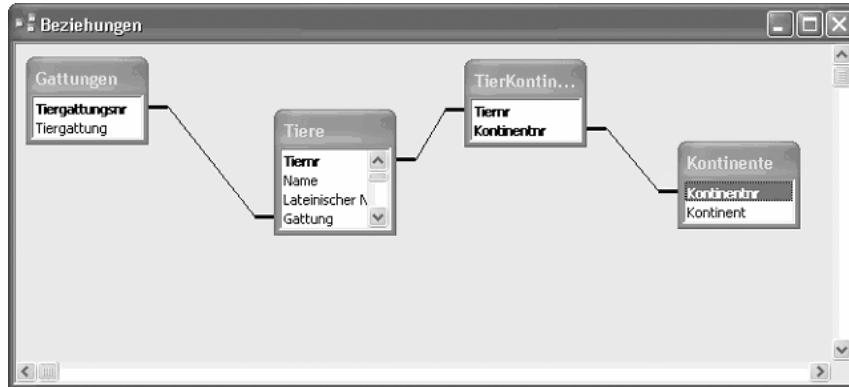 Beziehungen
Gattungen
Tiergattungsnr
Tiergattung
Tiere
Tiernr
Name
Lateinischer N
Gattung
TierKontin...
Tiernr
Kontinentnr
Kontinente
Kontinentnr
Kontinent